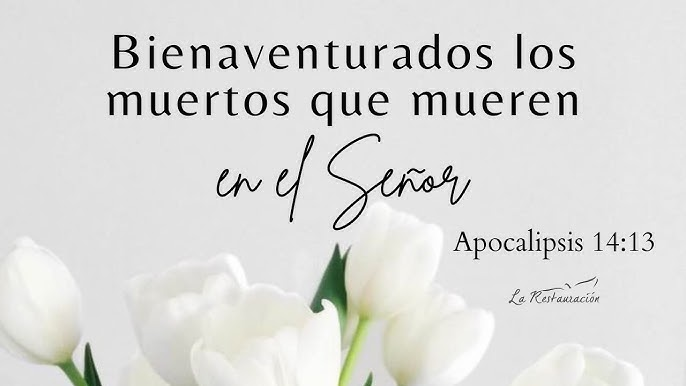 Bienaventurados los
muertos que mueren
en el Señor
Apocalipsis 14:13
La Restauración